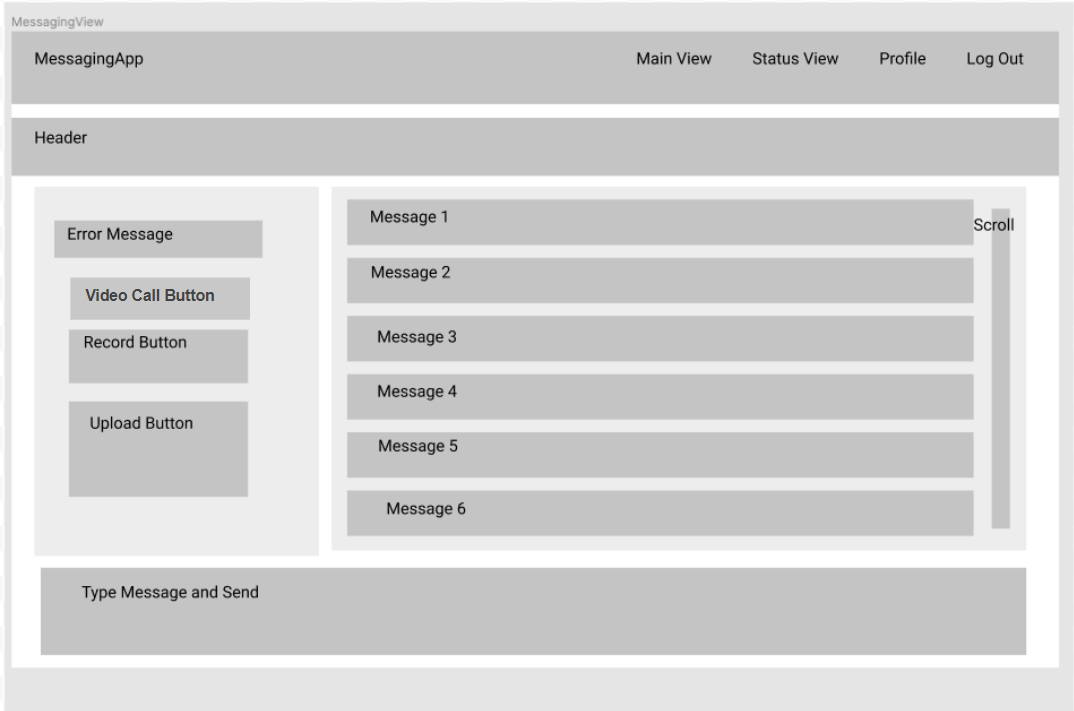 MessagingView
MessagingApp
Main View
Status View
Profile
Log Out
Header
Error Message
Video Call Button
Record Button
Upload Button
Message 1
Scroll
Message 2
Message 3
Message 4
Message 5
Message 6
Type Message and Send